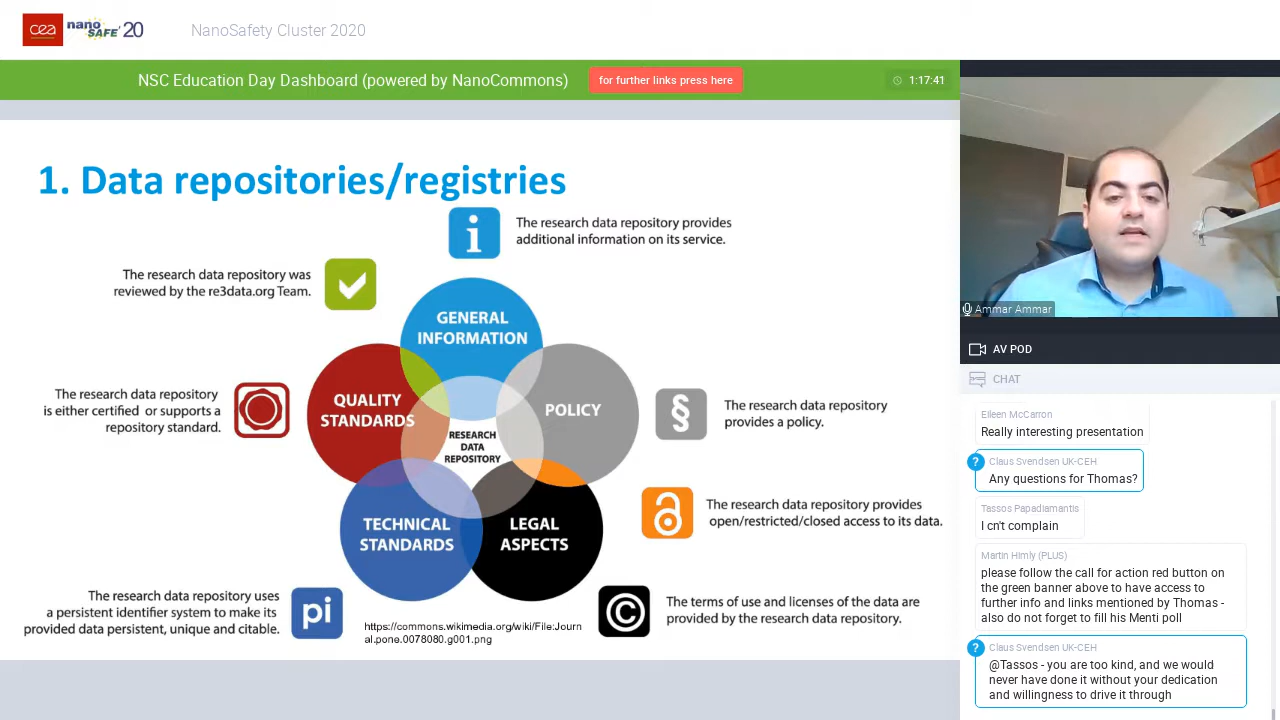 cea nano SAFE' 20
NanoSafety Cluster 2020
NSC Education Day Dashboard (powered by NanoCommons)
for further links press here
1:17:41
1. Data repositories/registries
The research data repository provides
additional information on its service.
The research data repository was
reviewed by the re3data.org Team.
GENERAL
INFORMATION
The research data repository
is either certified or supports a
repository standard.
QUALITY
STANDARDS
POLICY
§
The research data repository
provides a policy.
RESEARCH
DATA
REPOSITORY
The research data repository provides
open/restricted/closed access to its data.
TECHNICAL
STANDARDS
LEGAL
ASPECTS
The research data repository uses
a persistent identifier system to make its
provided data persistent, unique and citable.
pi
https://commons.wikimedia.org/wiki/File:Journ
al.pone.0078080.g001.png
©
The terms of use and licenses of the data are
provided by the research data repository.
Ammar Ammar
AV POD
CHAT
Eileen McCarron
Really interesting presentation
?
Claus Svendsen UK-CEH
Any questions for Thomas?
Tassos Papadiamantis
I cn't complain
Martin Himly (PLUS)
please follow the call for action red button on
the green banner above to have access to
further info and links mentioned by Thomas -
also do not forget to fill his Menti poll
?
Claus Svendsen UK-CEH
@Tassos - you are too kind, and we would
never have done it without your dedication
and willingness to drive it through